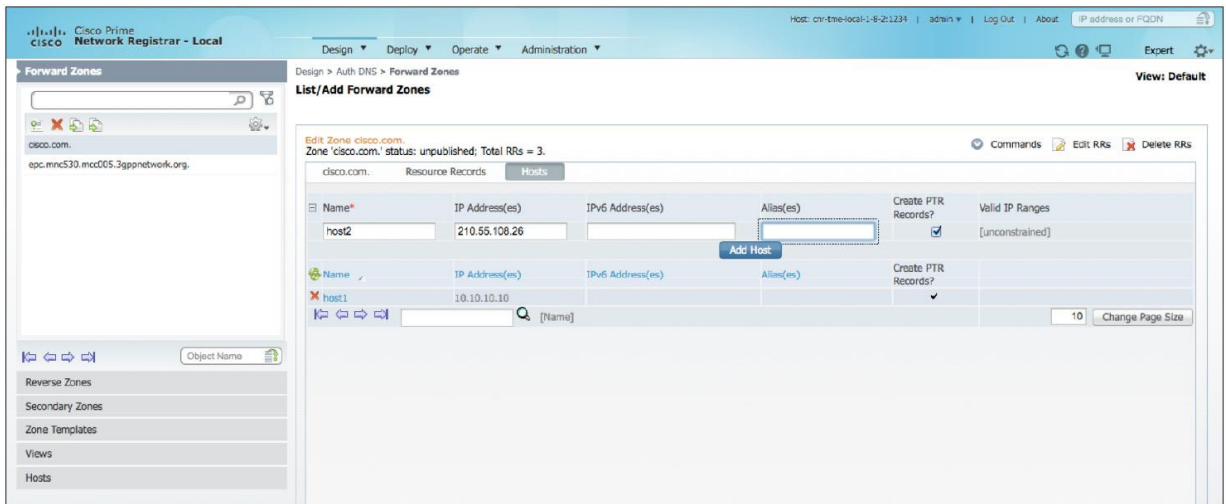 Host: cnr-tme-local-1-8-2:1234 | admin | Log Out | About IP address or FQDN
Cisco Prime
CISCO Network Registrar - Local
Design Deploy Operate Administration
Expert
Forward Zones
Design > Auth DNS > Forward Zones
View: Default
List/Add Forward Zones
cisco.com.
epc.mnc530.mcc005.3gppnetwork.org.
Object Name
Reverse Zones
Secondary Zones
Zone Templates
Views
Hosts
Edit Zone cisco.com.
Zone 'cisco.com.' status: unpublished; Total RRs = 3.
Commands Edit RRs Delete RRs
cisco.com. Resource Records Hosts
Name* IP Address(es) IPv6 Address(es) Alias(es) Create PTR Records? Valid IP Ranges
host2 210.55.108.26 [unconstrained]
Add Host
Name IP Address(es) IPv6 Address(es) Alias(es) Create PTR Records?
host1 10.10.10.10
[Name] 10 Change Page Size